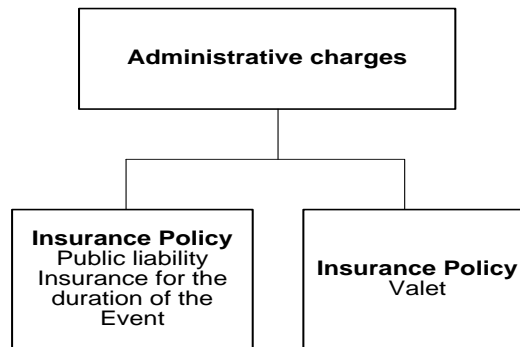 Administrative charges
Insurance Policy
Public liability
Insurance for the
duration of the
Event
Insurance Policy
Valet